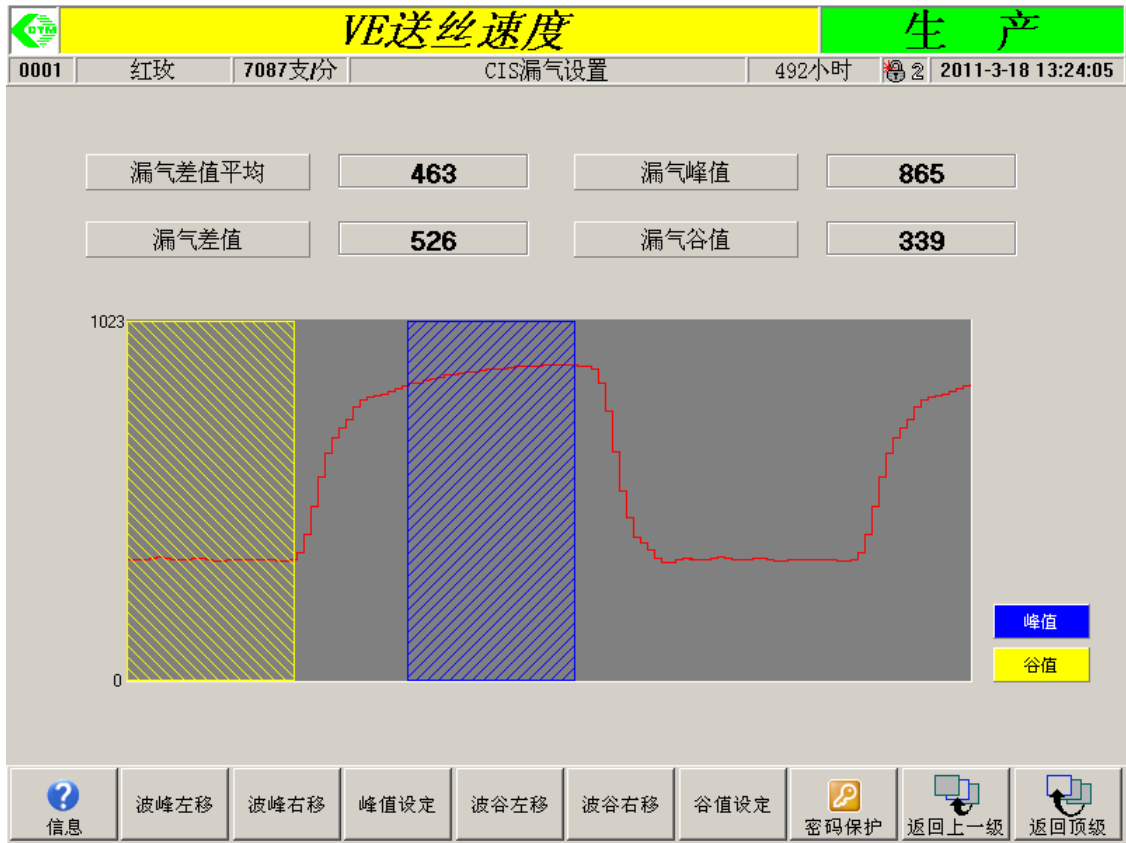 DTM VE送丝速度 生 产
0001 红玫 7087支/分 CIS漏气设置 492小时 2 2011-3-18 13:24:05
漏气差值平均 463 漏气峰值 865
漏气差值 526 漏气谷值 339
1023
0
峰值
谷值
信息 波峰左移 波峰右移 峰值设定 波谷左移 波谷右移 谷值设定 密码保护 返回上一级 返回顶级